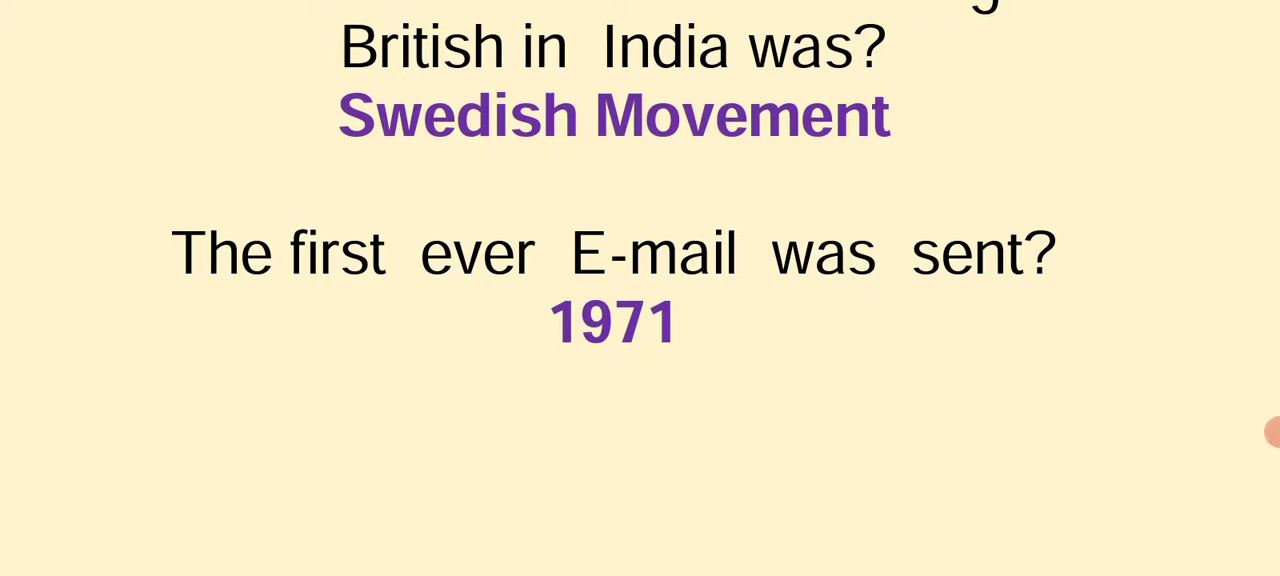 British in India was?
Swedish Movement
The first ever E-mail was sent?
1971